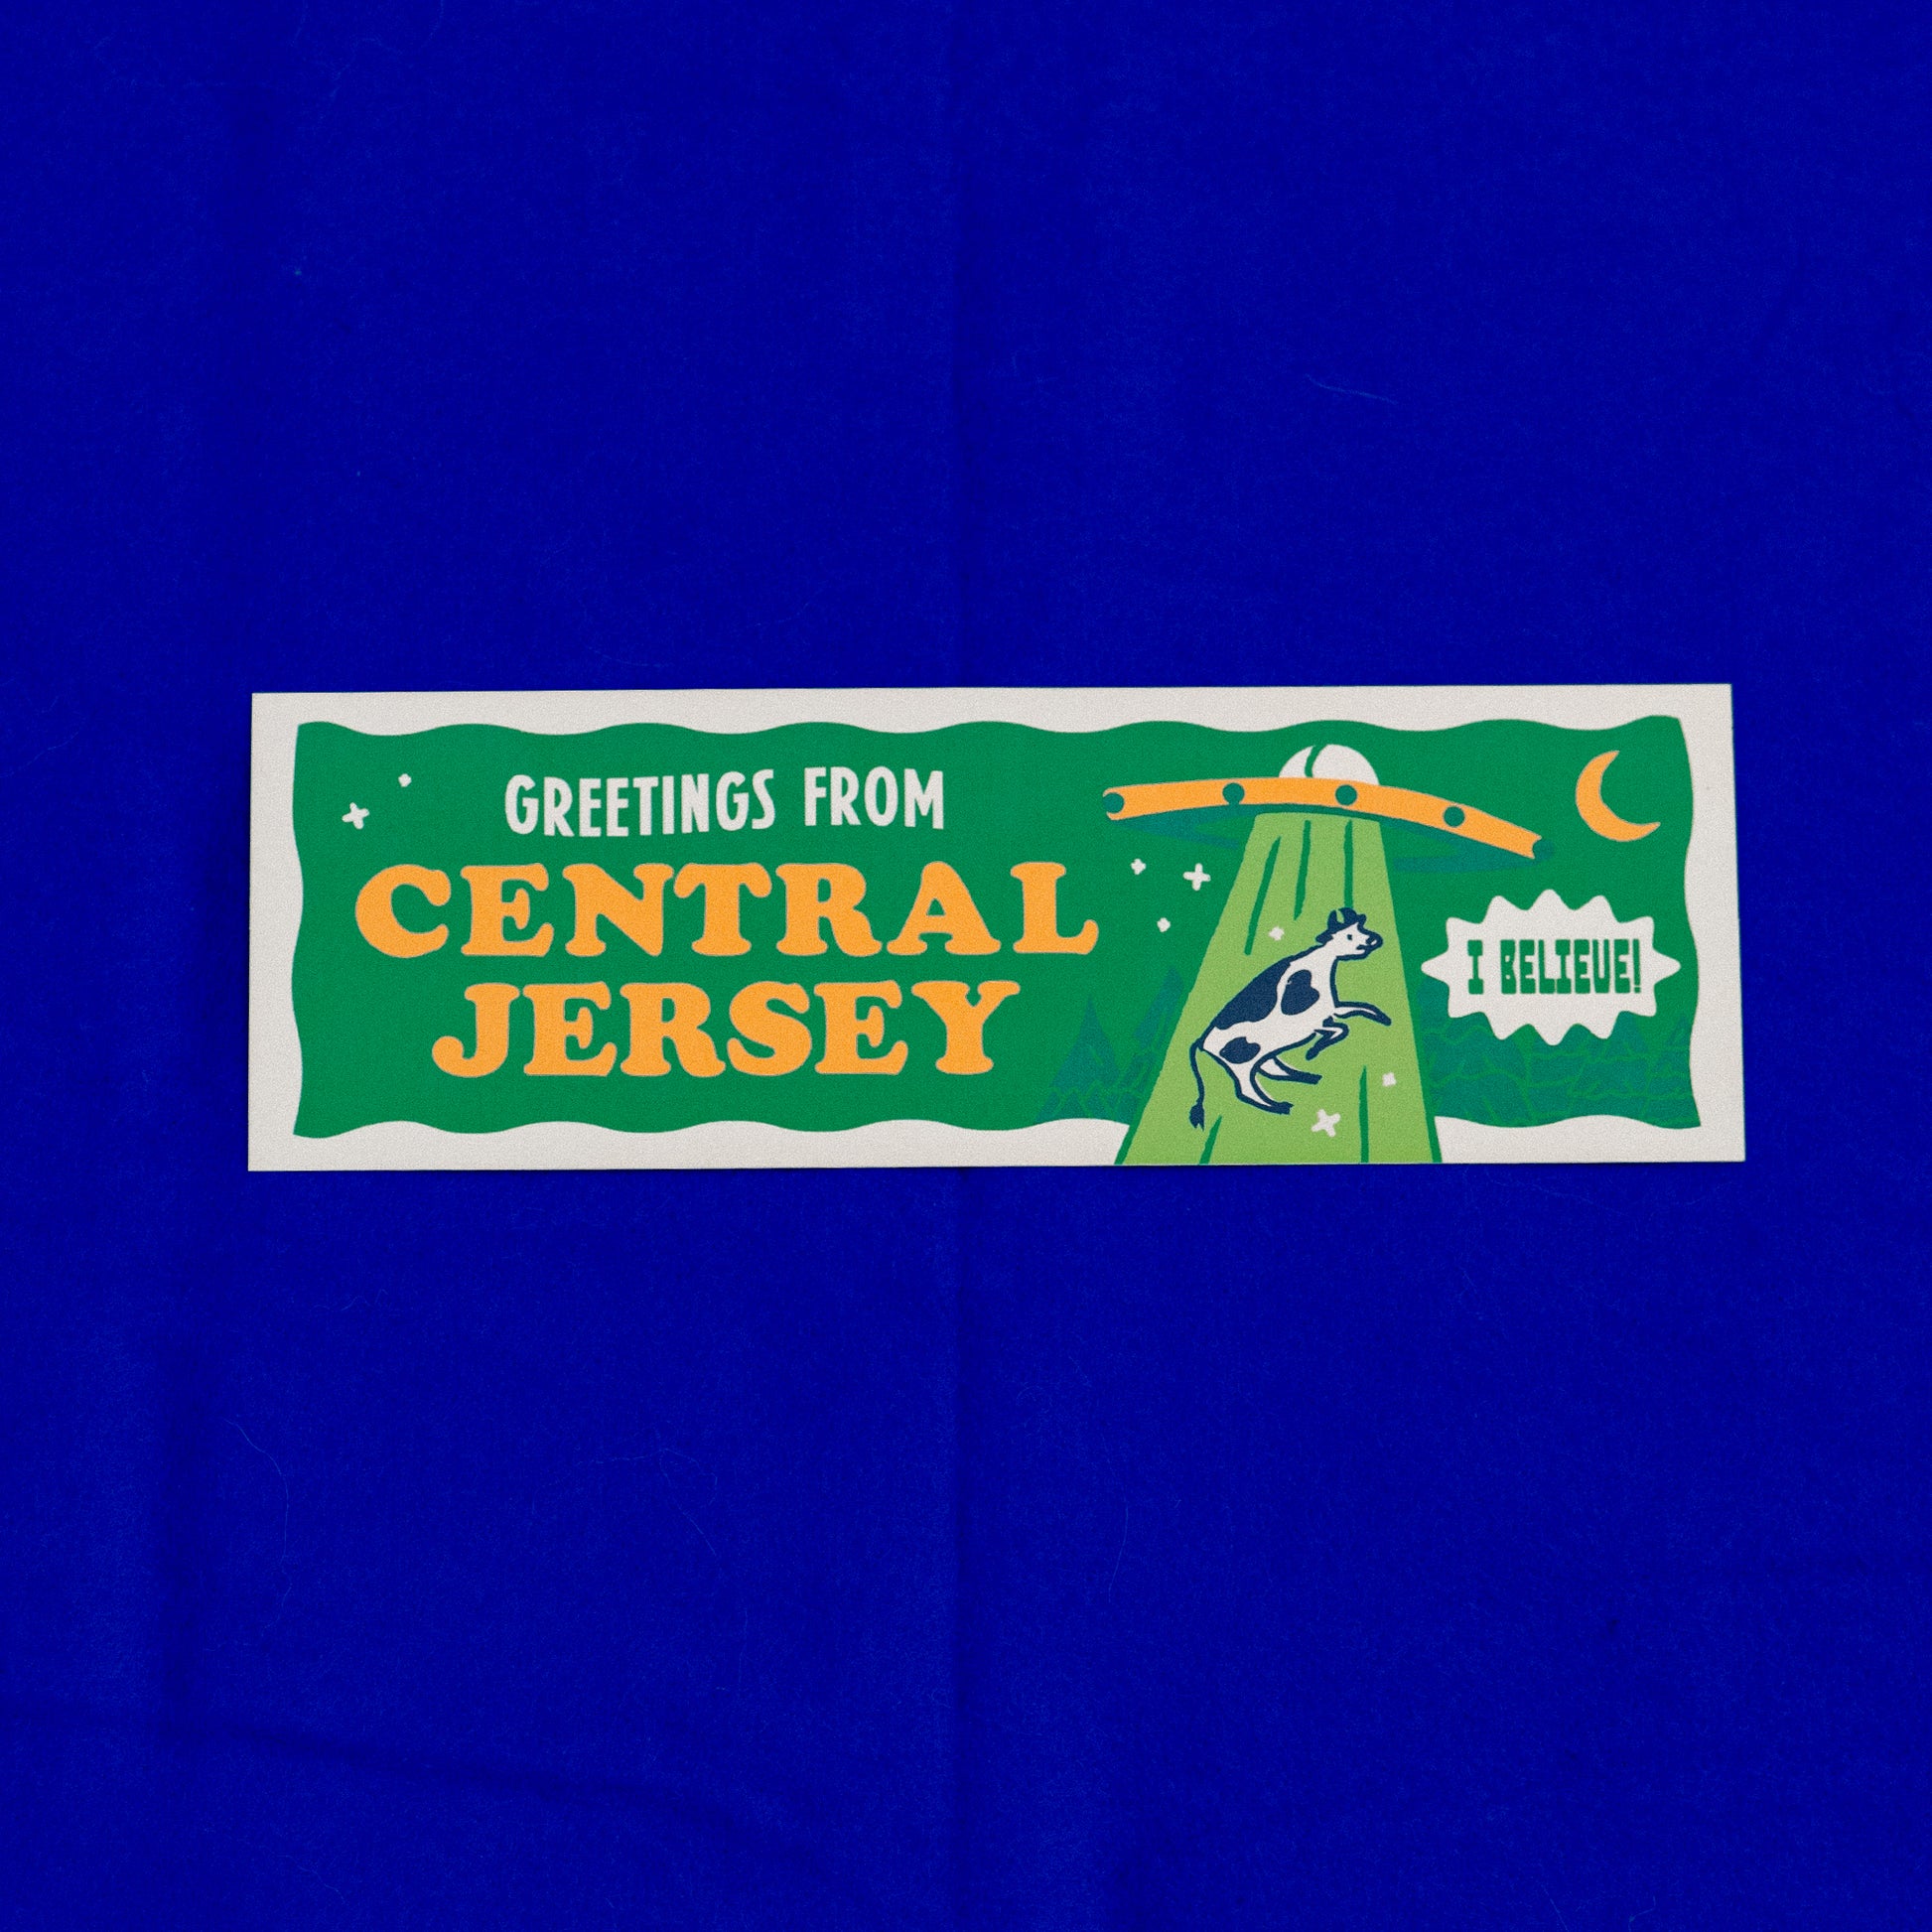 GREETINGS FROM
CENTRAL
JERSEY
I BELIEVE!